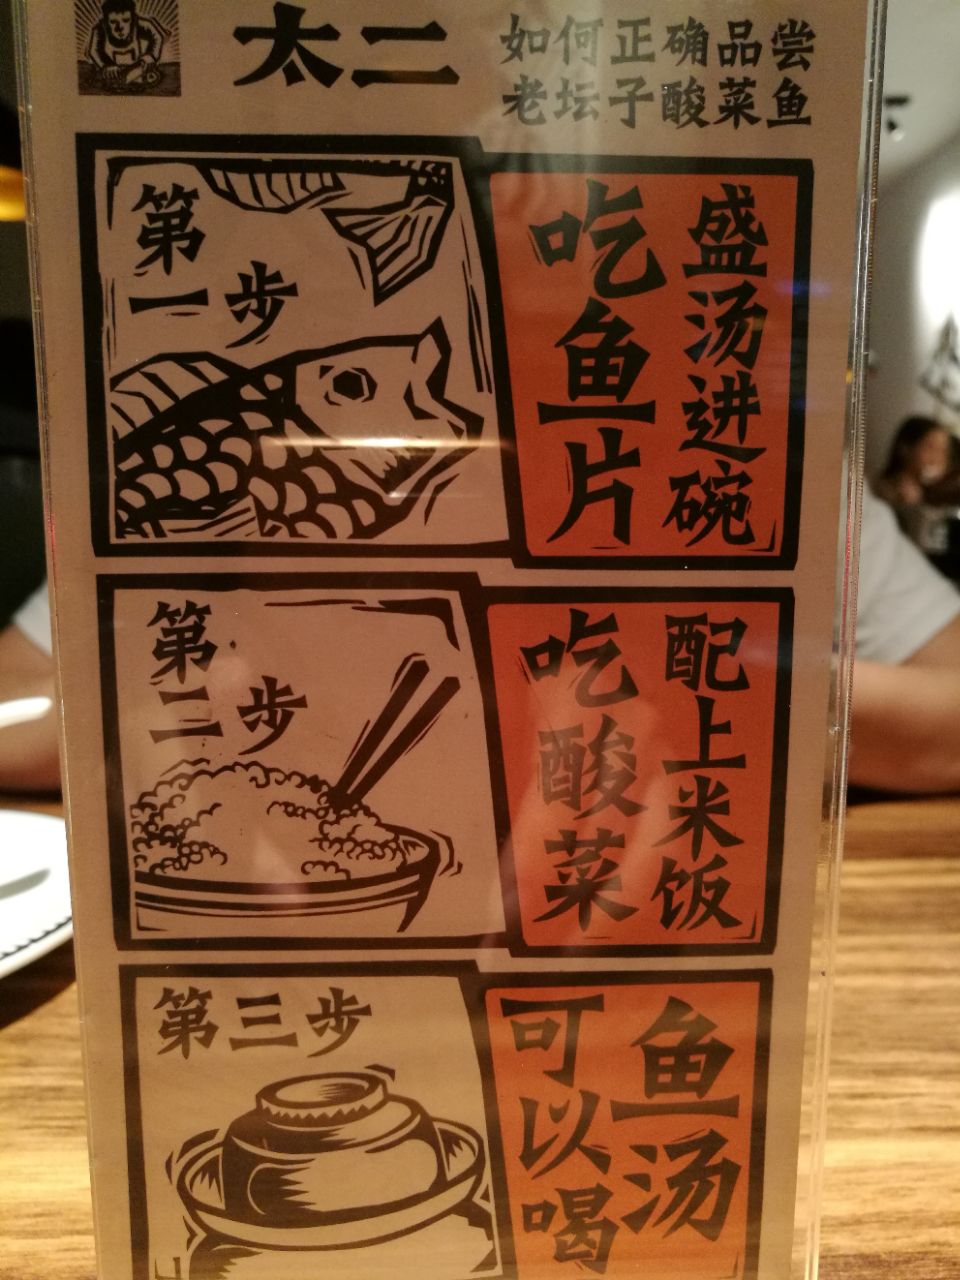 太二
如何正确品尝
老坛子酸菜鱼
第一步
盛汤进碗
吃鱼片
第二步
配上米饭
吃酸菜
第三步
鱼汤
可以喝